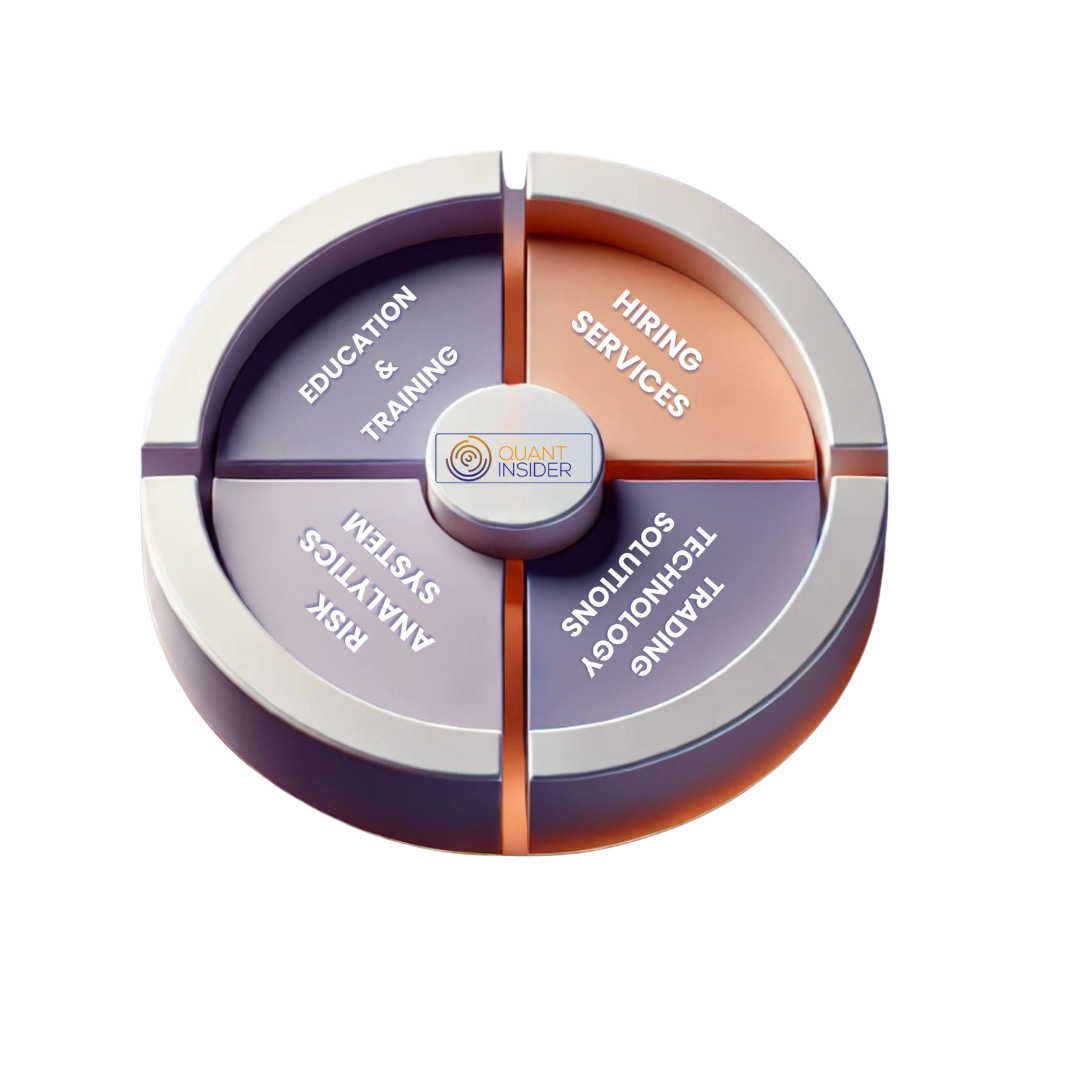 EDUCATION
&
TRAINING
HIRING
SERVICES
QUANT
INSIDER
RISK
ANALYTICS
SYSTEM
TRADING
TECHNOLOGY
SOLUTIONS